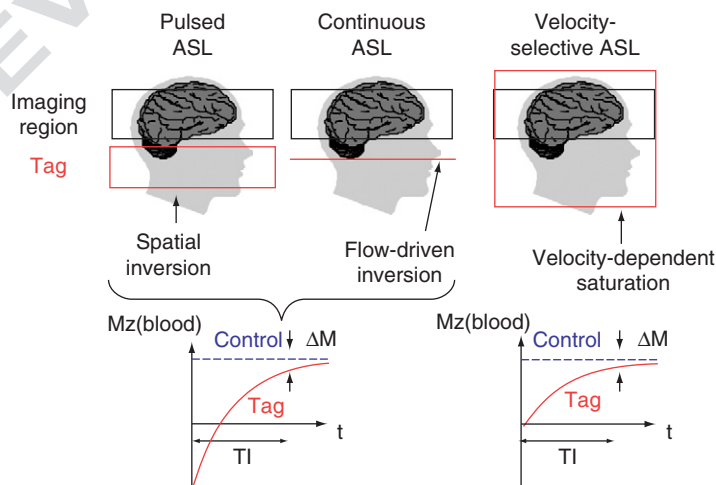 Pulsed
ASL
Continuous
ASL
Velocity-
selective ASL
Imaging
region
Tag
Spatial
inversion
Flow-driven
inversion
Velocity-dependent
saturation
Mz(blood)
Control
ΔM
Tag
t
TI
Mz(blood)
Control
ΔM
Tag
t
TI